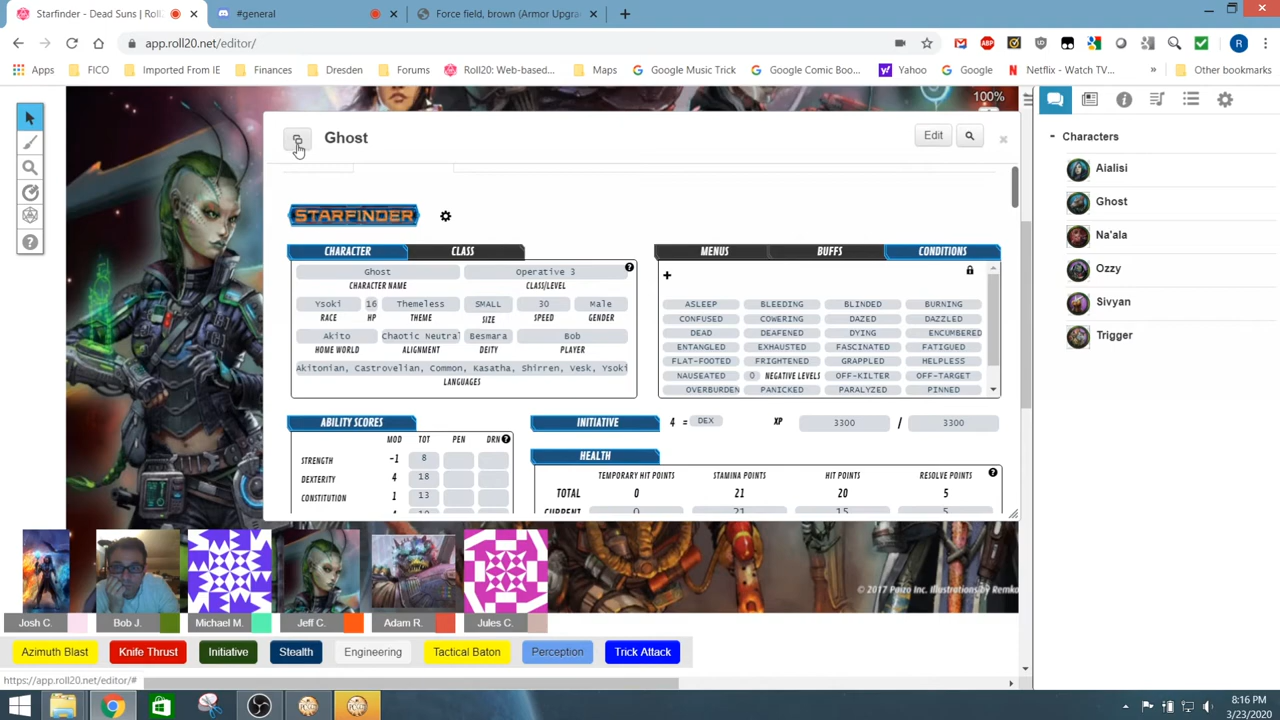 Starfinder - Dead Suns | Roll
#general
Force field, brown (Armor Upgra
app.roll20.net/editor/
R
Apps
FICO
Imported From IE
Finances
Dresden
Forums
Roll20: Web-based...
Maps
Google Music Trick
Google Comic Boo...
Yahoo
Google
Netflix - Watch TV...
»
Other bookmarks
100%
Ghost
Edit
STARFINDER
CHARACTER
CLASS
MENUS
BUFFS
CONDITIONS
Ghost
Operative 3
CHARACTER NAME
CLASS/LEVEL
Ysoki 16 Themeless SMALL 30 Male
RACE HP THEME SIZE SPEED GENDER
Akito Chaotic Neutral Besmara Bob
HOME WORLD ALIGNMENT DEITY PLAYER
Akitonian, Castrovelian, Common, Kasatha, Shirren, Vesk, Ysoki
LANGUAGES
ASLEEP BLEEDING BLINDED BURNING
CONFUSED COWERING DAZED DAZZLED
DEAD DEAFENED DYING ENCUMBERED
ENTANGLED EXHAUSTED FASCINATED FATIGUED
FLAT-FOOTED FRIGHTENED GRAPPLED HELPLESS
NAUSEATED 0 NEGATIVE LEVELS OFF-KILTER OFF-TARGET
OVERBURDEN PANICKED PARALYZED PINNED
ABILITY SCORES
INITIATIVE 4 = DEX XP 3300 / 3300
MOD TOT PEN DRN
STRENGTH -1 8
DEXTERITY 4 18
CONSTITUTION 1 13
HEALTH
TEMPORARY HIT POINTS STAMINA POINTS HIT POINTS RESOLVE POINTS
TOTAL 0 21 20 5
CURRENT 0 21 15 5
Characters
Aialisi
Ghost
Na'ala
Ozzy
Sivyan
Trigger
© 2017 Paizo Inc. Illustrations by Remko
Josh C.
Bob J.
Michael M.
Jeff C.
Adam R.
Jules C.
Azimuth Blast
Knife Thrust
Initiative
Stealth
Engineering
Tactical Baton
Perception
Trick Attack
https://app.roll20.net/editor/#
8:16 PM
3/23/2020